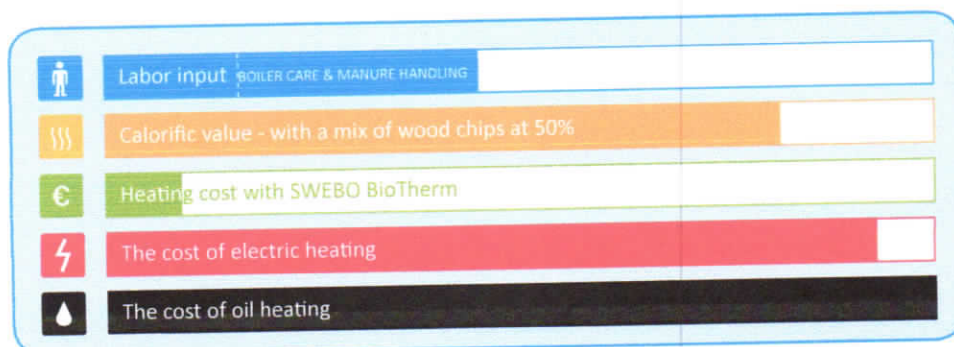 Labor input BOILER CARE & MANURE HANDLING
Calorific value - with a mix of wood chips at 50%
€ Heating cost with SWEBO BioTherm
The cost of electric heating
The cost of oil heating